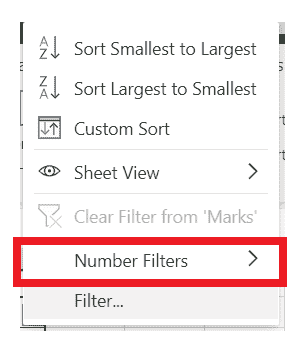 Sort Smallest to Largest
Sort Largest to Smallest
Custom Sort
Sheet View
Clear Filter from 'Marks'
Number Filters
Filter...